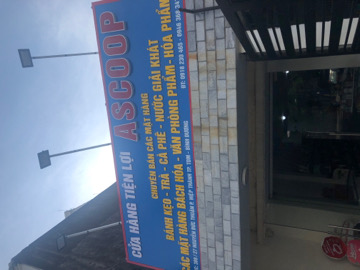 CỬA HÀNG TIỆN LỢI
ASCOOP
CHUYÊN BÁN CÁC MẶT HÀNG
BÁNH KẸO - TRÀ - CÀ PHÊ - NƯỚC GIẢI KHÁT
CÁC MẶT HÀNG BÁCH HÓA - VĂN PHÒNG PHẨM - HÓA PHẨM